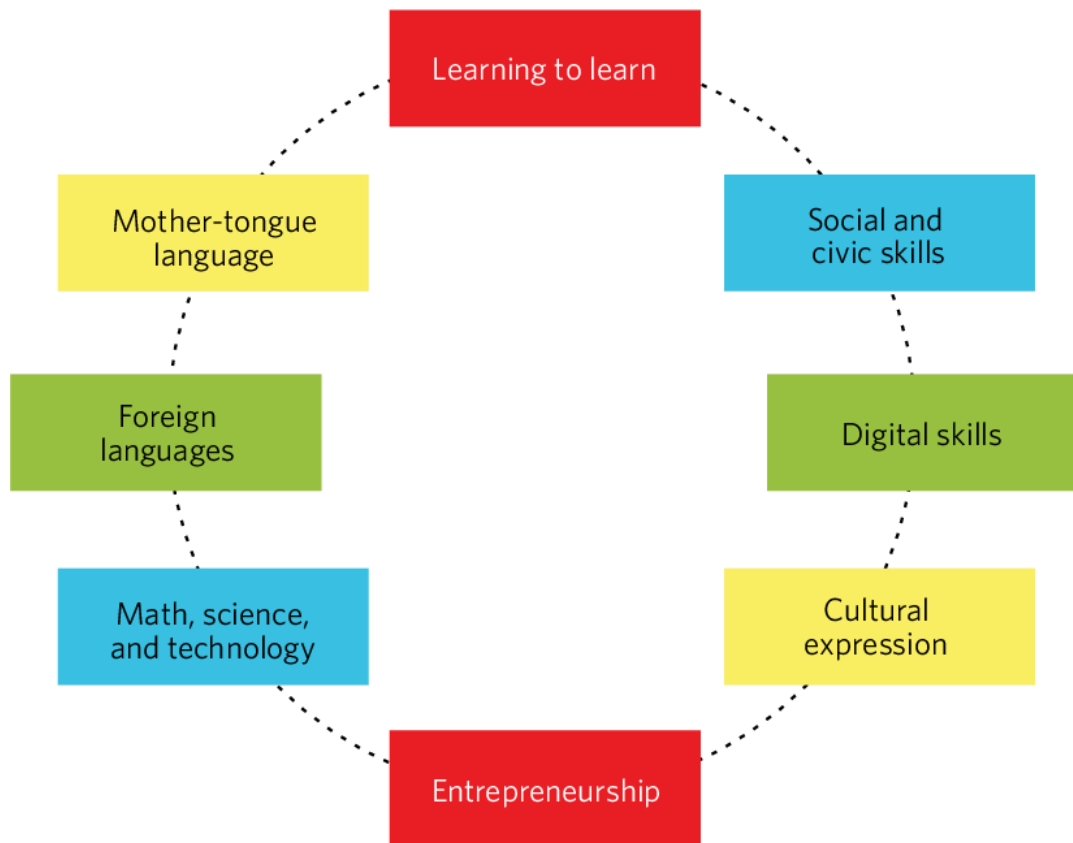 Learning to learn
Mother-tongue
language
Social and
civic skills
Foreign
languages
Digital skills
Math, science,
and technology
Cultural
expression
Entrepreneurship